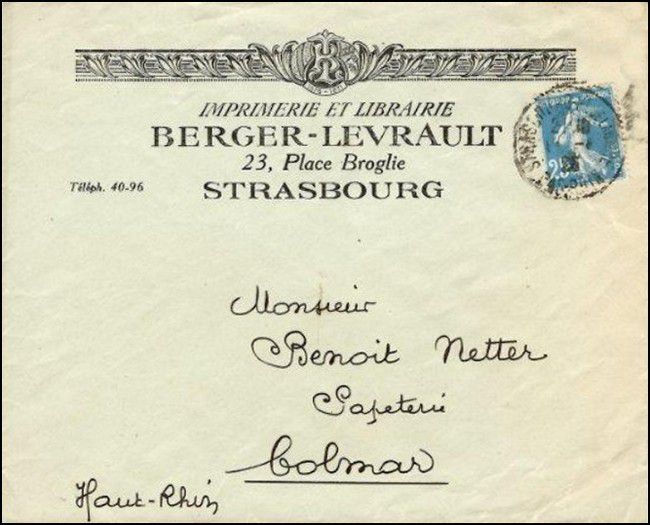 IMPRIMERIE ET LIBRAIRIE
BERGER-LEVRAULT
23, Place Broglie
Téléph. 40-96
STRASBOURG
25
Monsieur
Benoit Netter
Papeterie
Colmar
Haut-Rhin